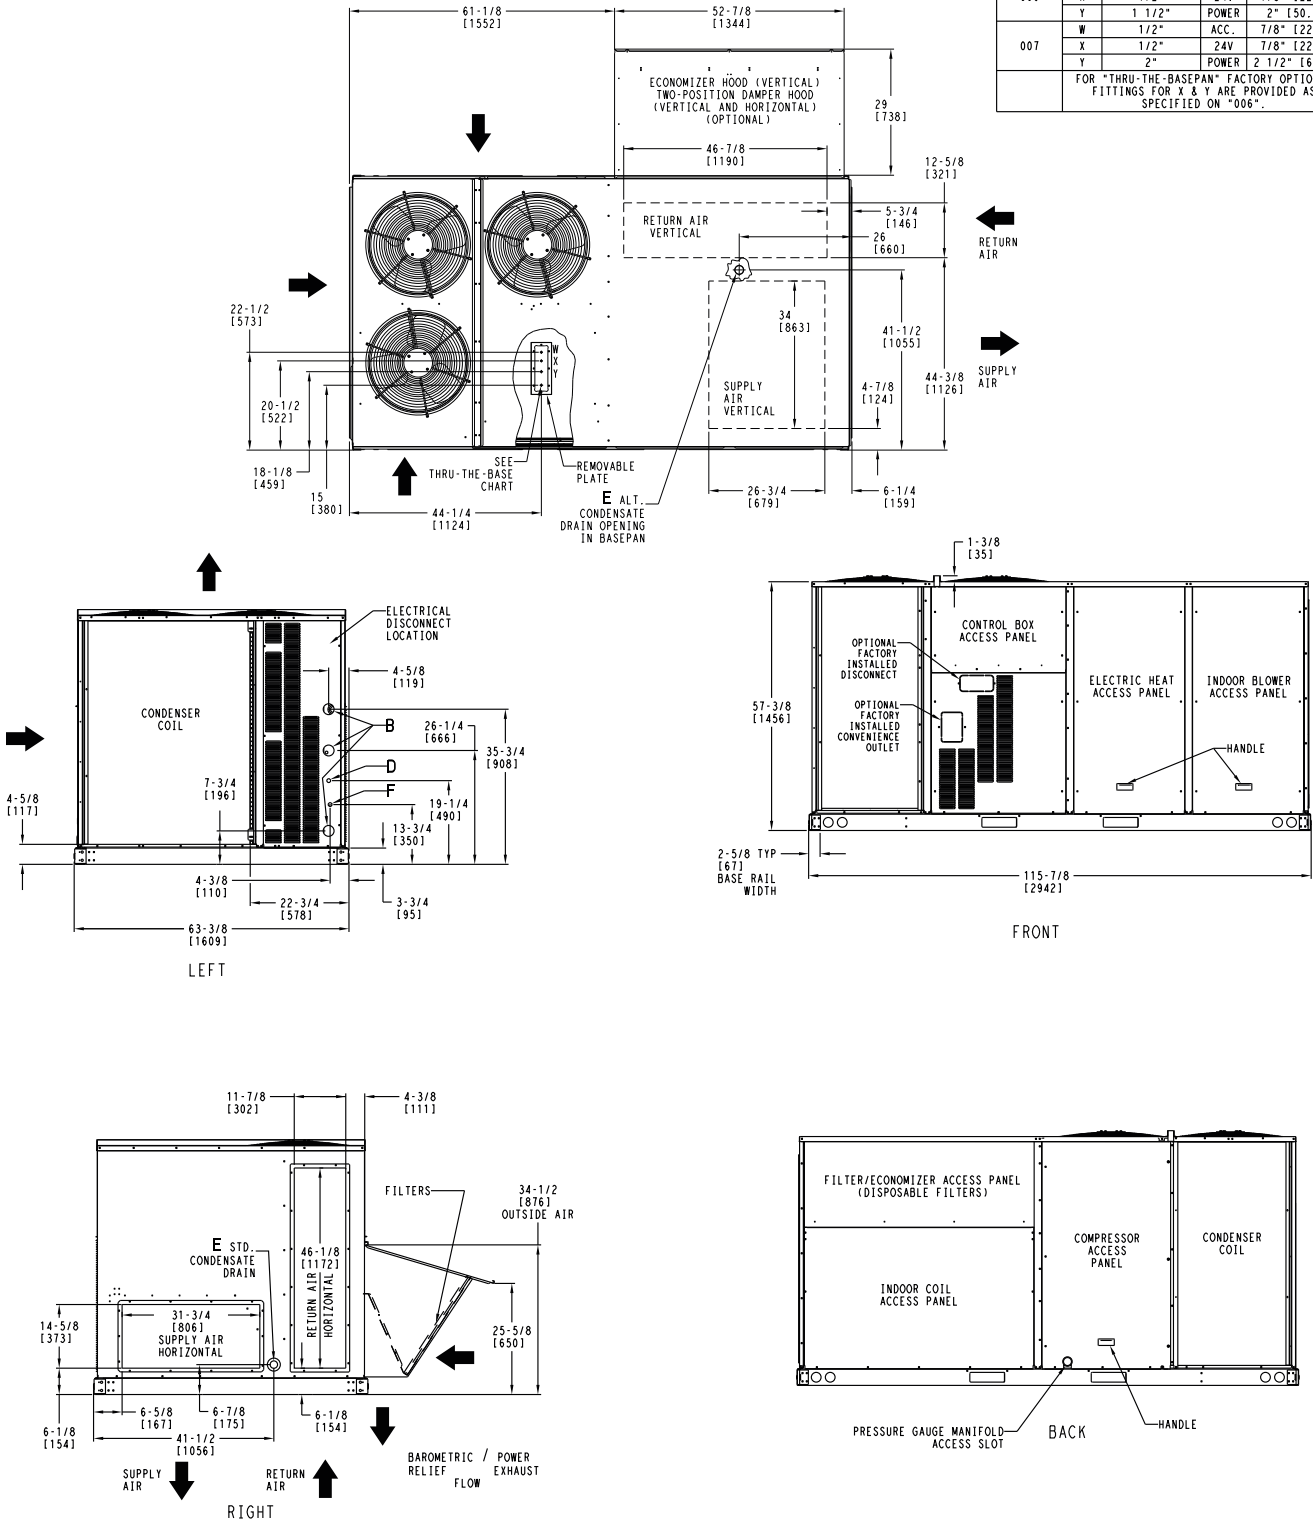 61-1/8
[1552]
52-7/8
[1344]
Y 1 1/2" POWER 2" [50.
W 1/2" ACC. 7/8" [22
007 X 1/2" 24V 7/8" [22
Y 2" POWER 2 1/2" [6
FOR "THRU-THE-BASEPAN" FACTORY OPTIO
FITTINGS FOR X & Y ARE PROVIDED AS
SPECIFIED ON "006".
ECONOMIZER HOOD (VERTICAL)
TWO-POSITION DAMPER HOOD
(VERTICAL AND HORIZONTAL)
(OPTIONAL)
29
[738]
46-7/8
[1190]
12-5/8
[321]
RETURN AIR
VERTICAL
5-3/4
[146]
26
[660]
RETURN
AIR
22-1/2
[573]
34
[863]
41-1/2
[1055]
W
X
Y
SUPPLY
AIR
44-3/8
[1126]
4-7/8
[124]
SUPPLY
AIR
VERTICAL
20-1/2
[522]
18-1/8
[459]
15
[380]
SEE
THRU-THE-BASE
CHART
REMOVABLE
PLATE
44-1/4
[1124]
E ALT.
CONDENSATE
DRAIN OPENING
IN BASEPAN
26-3/4
[679]
6-1/4
[159]
ELECTRICAL
DISCONNECT
LOCATION
4-5/8
[119]
CONDENSER
COIL
B
26-1/4
[666]
35-3/4
[908]
D
F
7-3/4
[196]
19-1/4
[490]
4-5/8
[117]
13-3/4
[350]
4-3/8
[110]
22-3/4
[578]
3-3/4
[95]
63-3/8
[1609]
LEFT
1-3/8
[35]
CONTROL BOX
ACCESS PANEL
OPTIONAL
FACTORY
INSTALLED
DISCONNECT
ELECTRIC HEAT
ACCESS PANEL
INDOOR BLOWER
ACCESS PANEL
57-3/8
[1456]
OPTIONAL
FACTORY
INSTALLED
CONVENIENCE
OUTLET
HANDLE
2-5/8 TYP
[67]
BASE RAIL
WIDTH
115-7/8
[2942]
FRONT
11-7/8
[302]
4-3/8
[111]
FILTERS
34-1/2
[876]
OUTSIDE AIR
E STD.
CONDENSATE
DRAIN
46-1/8
[1172]
RETURN AIR
HORIZONTAL
14-5/8
[373]
31-3/4
[806]
SUPPLY AIR
HORIZONTAL
25-5/8
[650]
6-1/8
[154]
6-5/8
[167]
6-7/8
[175]
6-1/8
[154]
41-1/2
[1056]
SUPPLY
AIR
RETURN
AIR
BAROMETRIC / POWER
RELIEF EXHAUST
FLOW
RIGHT
FILTER/ECONOMIZER ACCESS PANEL
(DISPOSABLE FILTERS)
COMPRESSOR
ACCESS
PANEL
CONDENSER
COIL
INDOOR COIL
ACCESS PANEL
PRESSURE GAUGE MANIFOLD
ACCESS SLOT
HANDLE
BACK